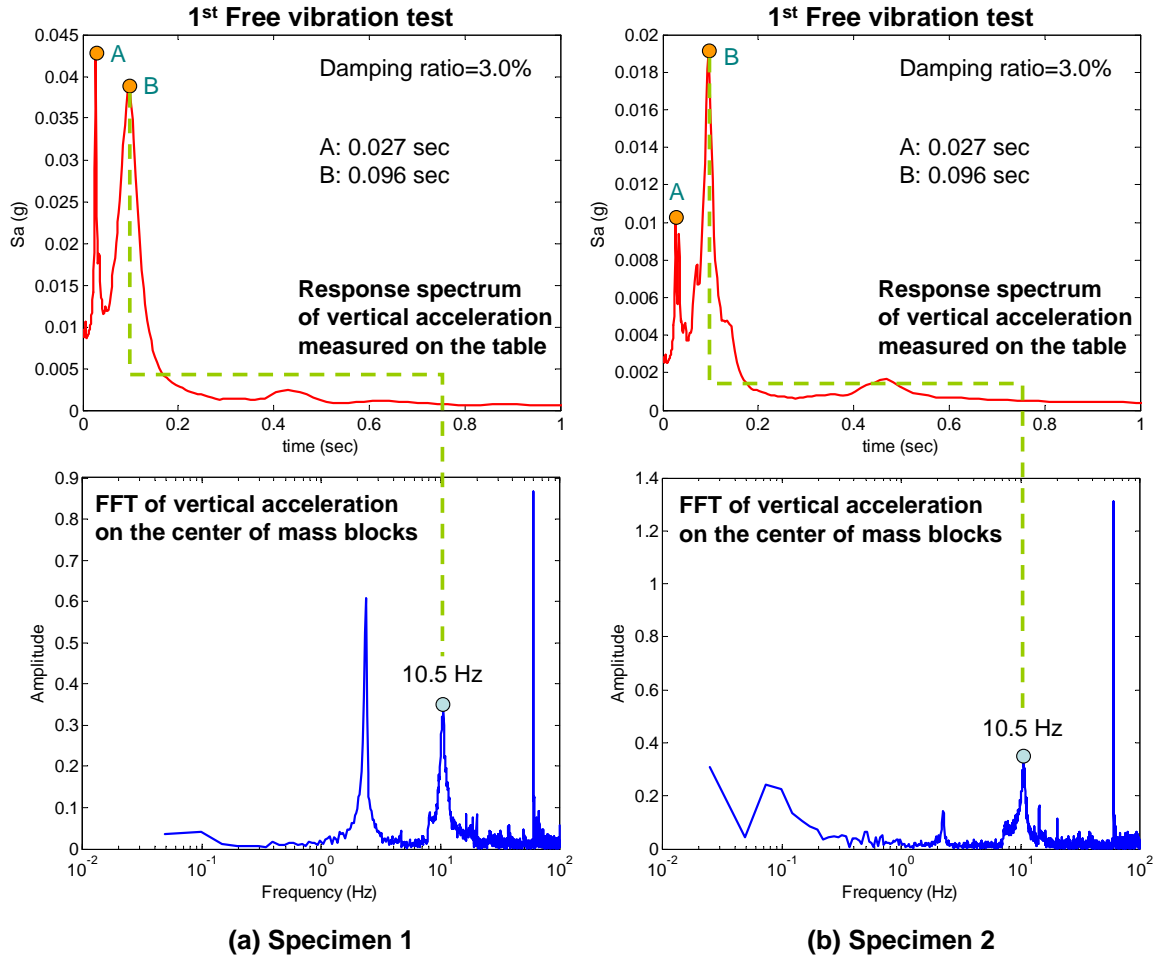 1st Free vibration test
0.045
0.04
0.035
0.03
0.025
0.02
0.015
0.01
0.005
0
Sa (g)
A
B
Damping ratio=3.0%
A: 0.027 sec
B: 0.096 sec
Response spectrum
of vertical acceleration
measured on the table
0 0.2 0.4 0.6 0.8 1
time (sec)
1st Free vibration test
0.02
0.018
0.016
0.014
0.012
0.01
0.008
0.006
0.004
0.002
0
Sa (g)
B
A
Damping ratio=3.0%
A: 0.027 sec
B: 0.096 sec
Response spectrum
of vertical acceleration
measured on the table
0 0.2 0.4 0.6 0.8 1
time (sec)
0.9
0.8
0.7
0.6
0.5
0.4
0.3
0.2
0.1
0
Amplitude
FFT of vertical acceleration
on the center of mass blocks
10.5 Hz
10-2 10-1 100 101 102
Frequency (Hz)
(a) Specimen 1
1.4
1.2
1
0.8
0.6
0.4
0.2
0
Amplitude
FFT of vertical acceleration
on the center of mass blocks
10.5 Hz
10-2 10-1 100 101 102
Frequency (Hz)
(b) Specimen 2